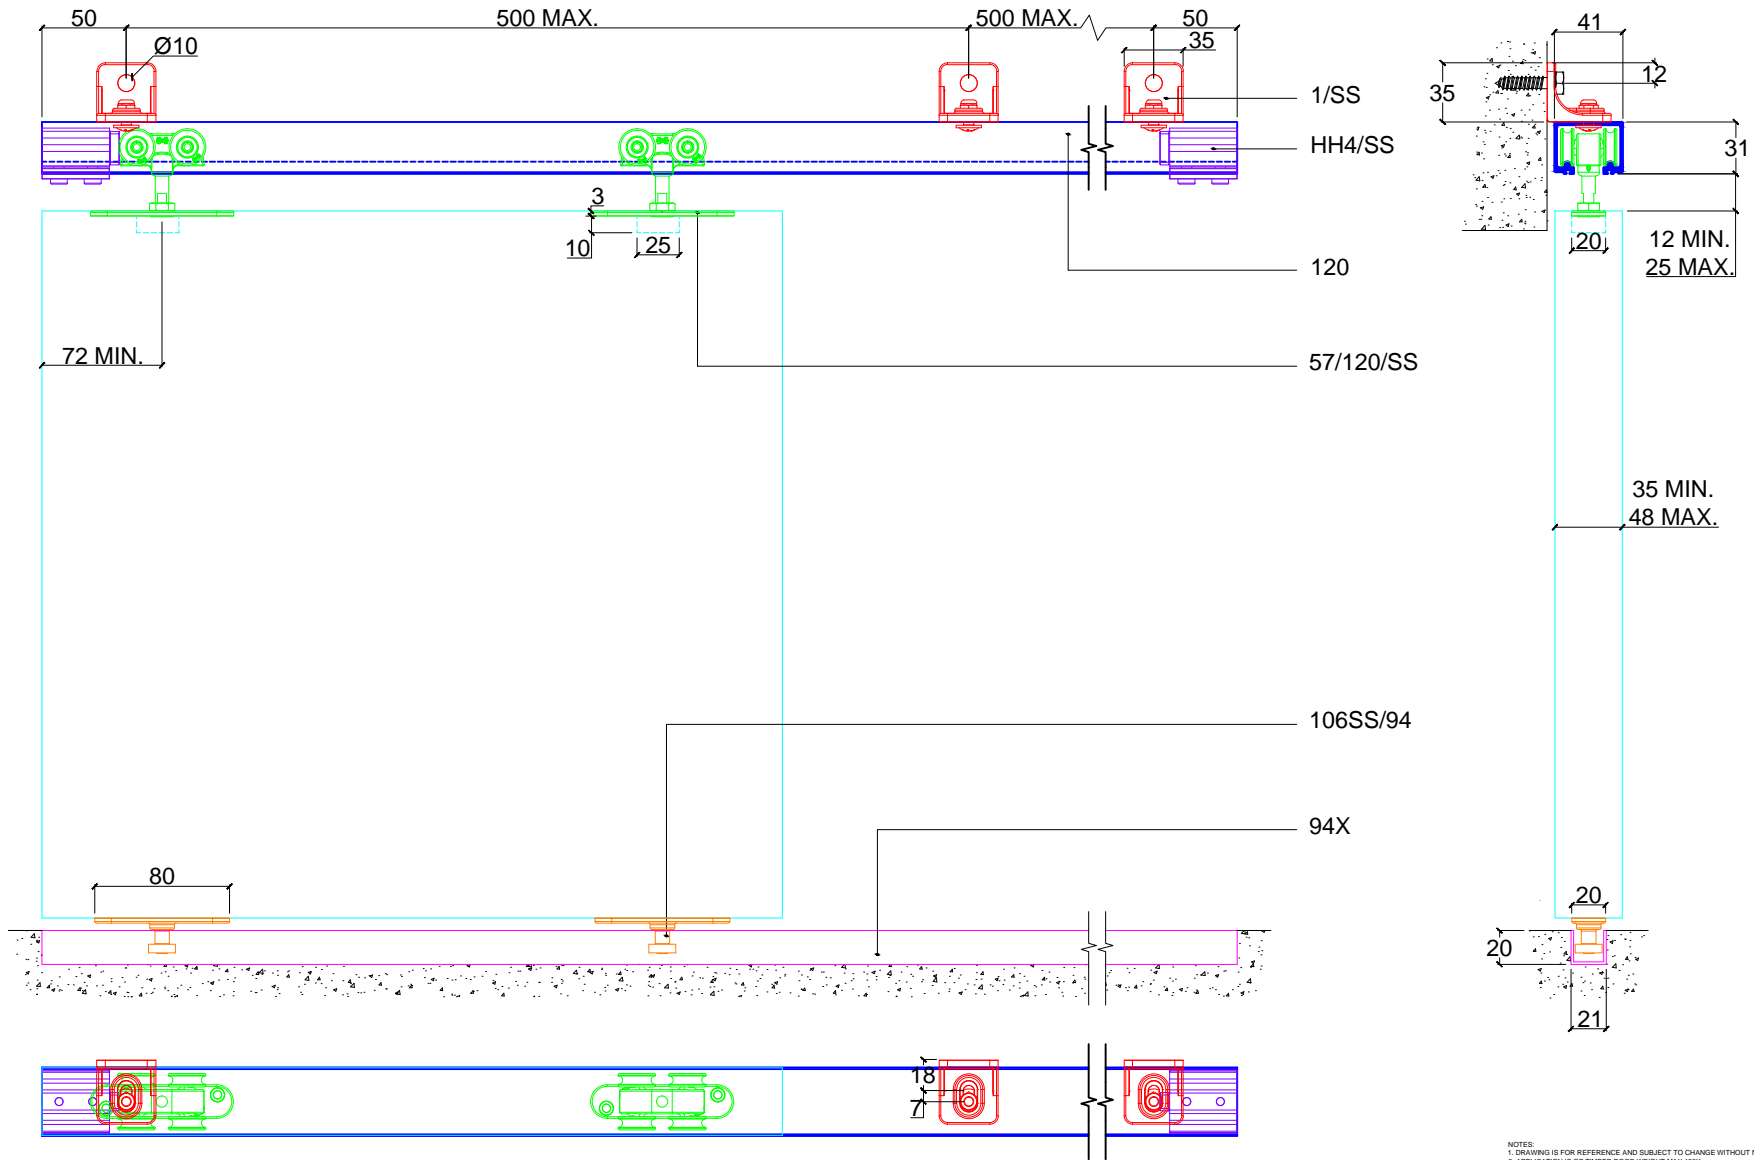 50
500 MAX.
500 MAX.
50
41
Ø10
35
12
1/SS
35
HH4/SS
31
3
10
25
20
12 MIN.
25 MAX.
120
72 MIN.
57/120/SS
35 MIN.
48 MAX.
106SS/94
94X
80
20
20
21
18
7
NOTES:
1. DRAWING IS FOR REFERENCE AND SUBJECT TO CHANGE WITHOUT